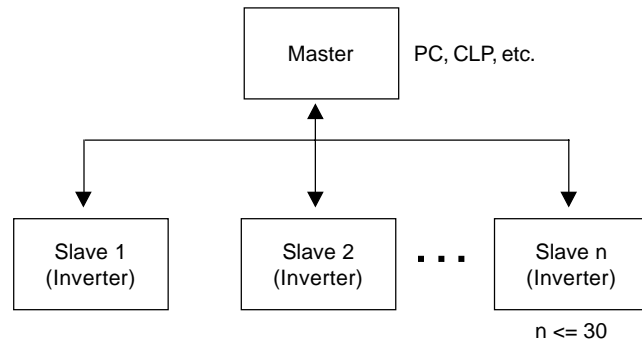 Master
PC, CLP, etc.
Slave 1
(Inverter)
Slave 2
(Inverter)
. . .
Slave n
(Inverter)
n <= 30